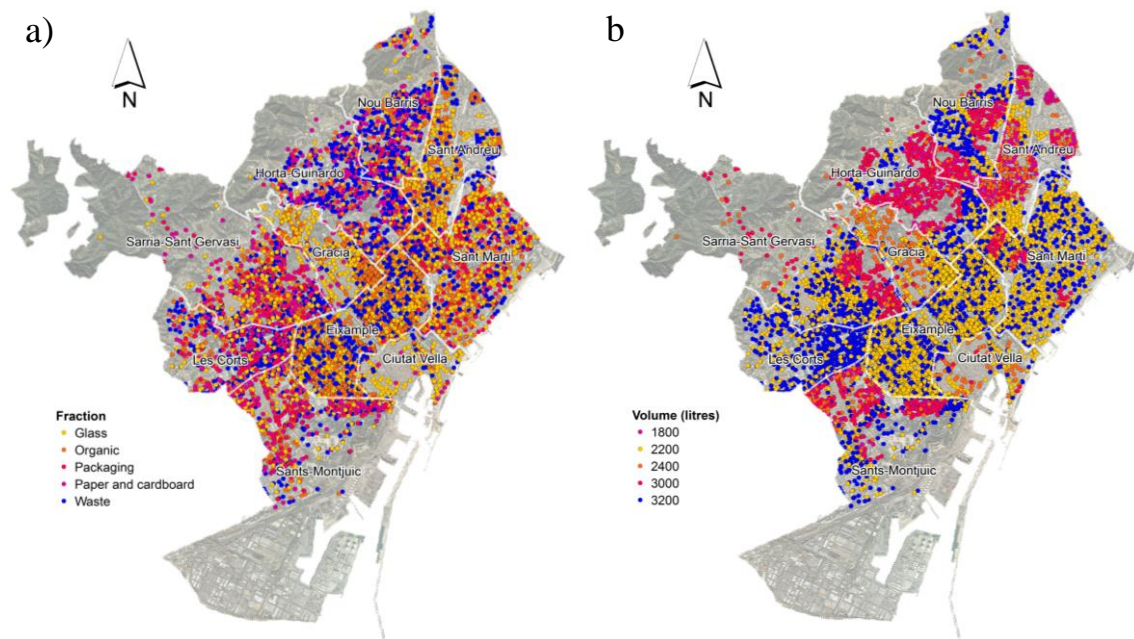 a)
N
Nou Barris
Sant Andreu
Horta-Guinardo
Sarria-Sant Gervasi
Gracia
Sant Marti
Eixample
Les Corts
Ciutat Vella
Sants-Montjuic
Fraction
Glass
Organic
Packaging
Paper and cardboard
Waste
b
N
Nou Barris
Sant Andreu
Horta-Guinardo
Sarria-Sant Gervasi
Gracia
Sant Marti
Eixample
Les Corts
Ciutat Vella
Sants-Montjuic
Volume (litres)
1800
2200
2400
3000
3200